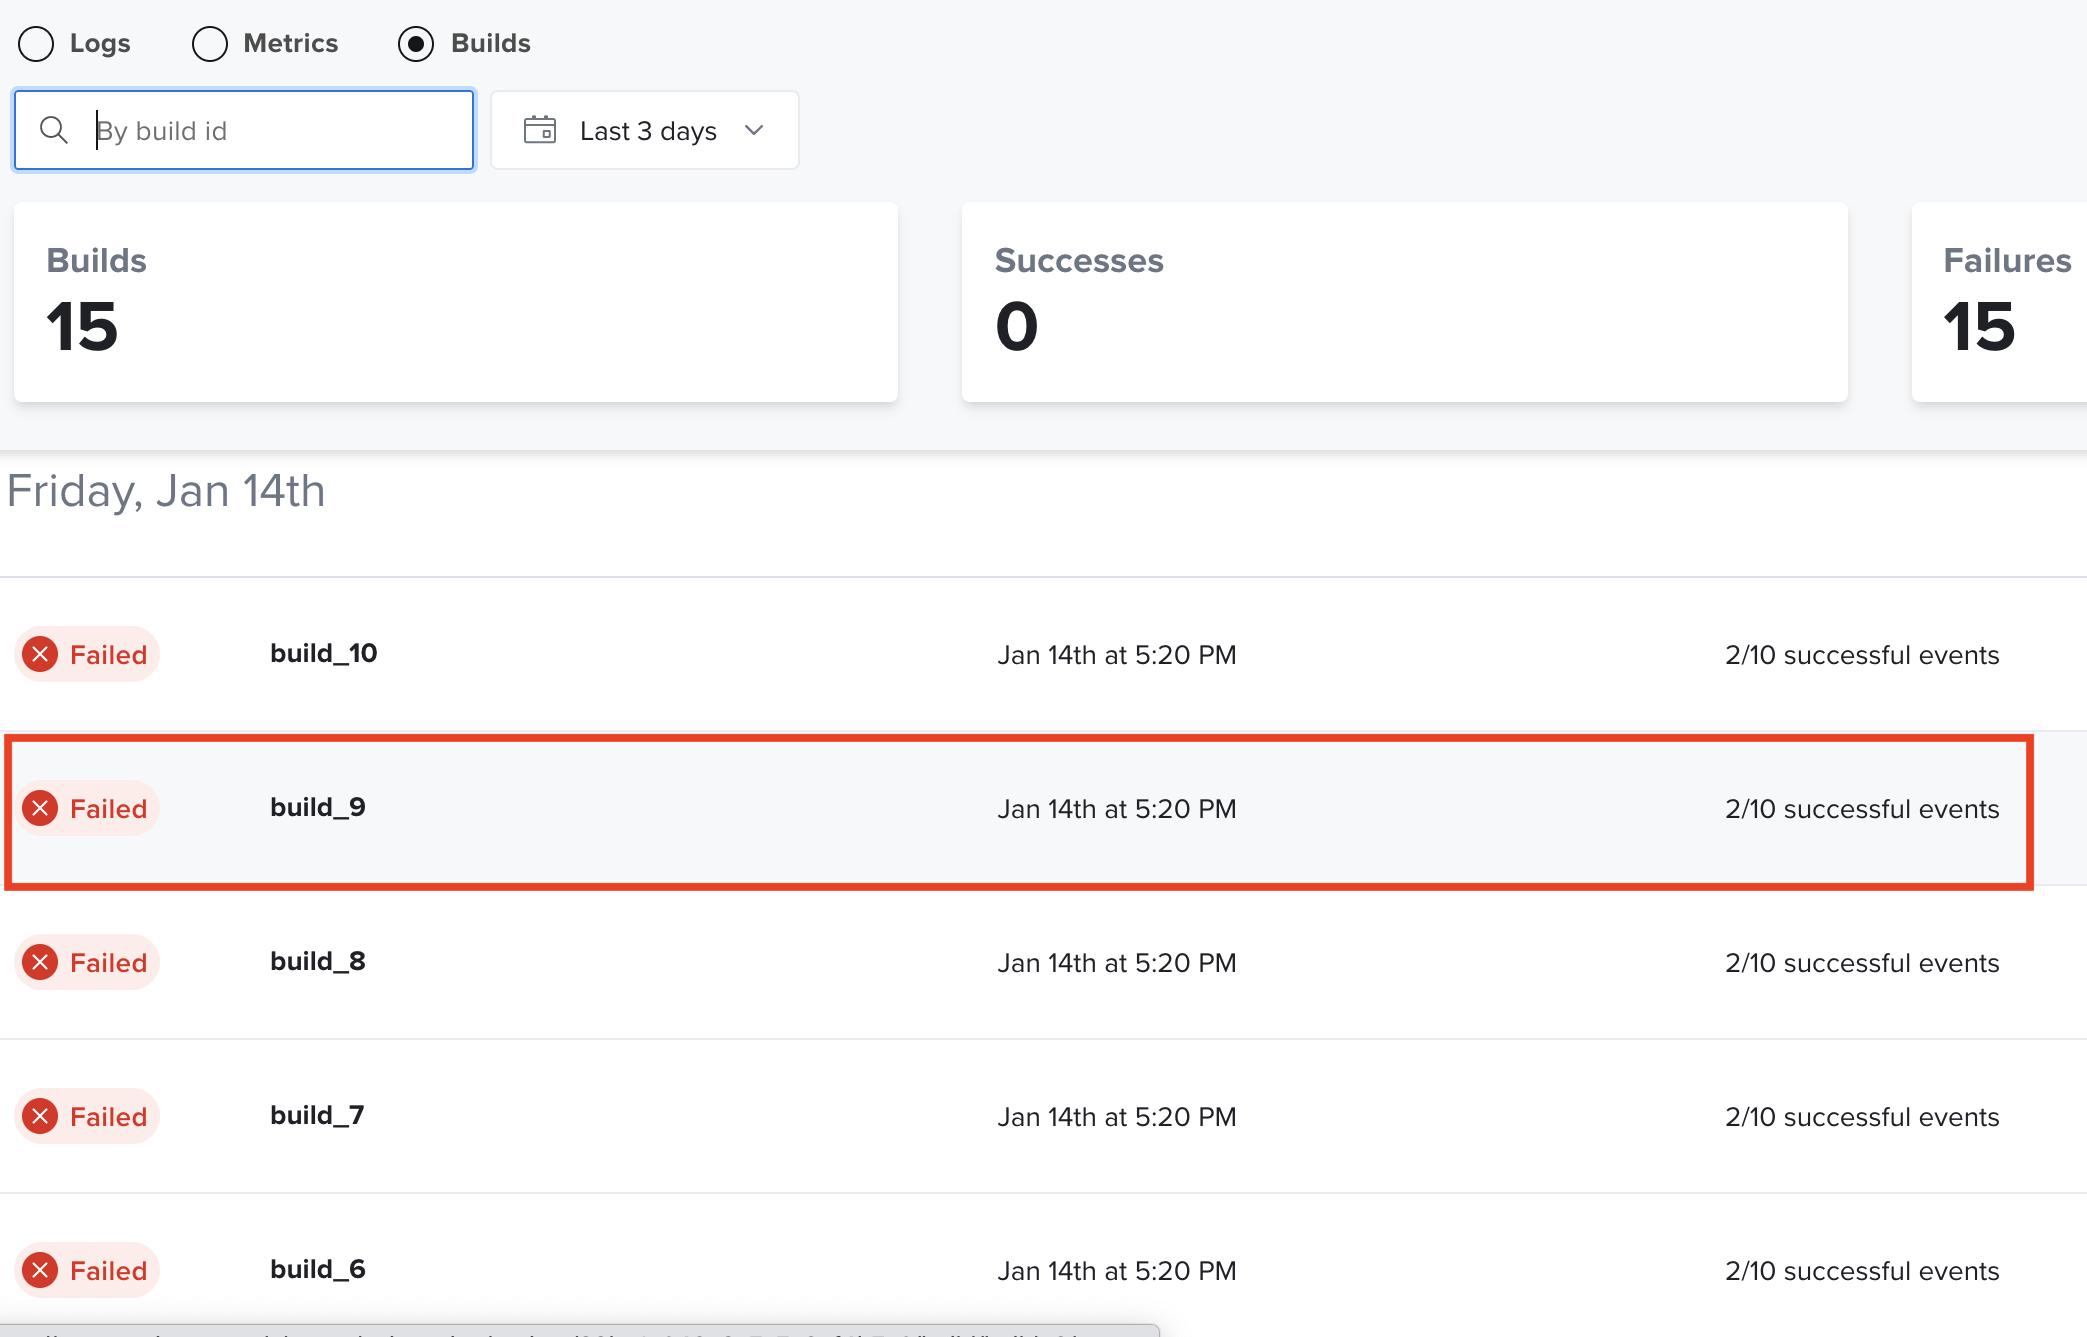 Logs Metrics Builds
By build id Last 3 days
Builds Successes Failures
15 0 15
Friday, Jan 14th
Failed build_10 Jan 14th at 5:20 PM 2/10 successful events
Failed build_9 Jan 14th at 5:20 PM 2/10 successful events
Failed build_8 Jan 14th at 5:20 PM 2/10 successful events
Failed build_7 Jan 14th at 5:20 PM 2/10 successful events
Failed build_6 Jan 14th at 5:20 PM 2/10 successful events